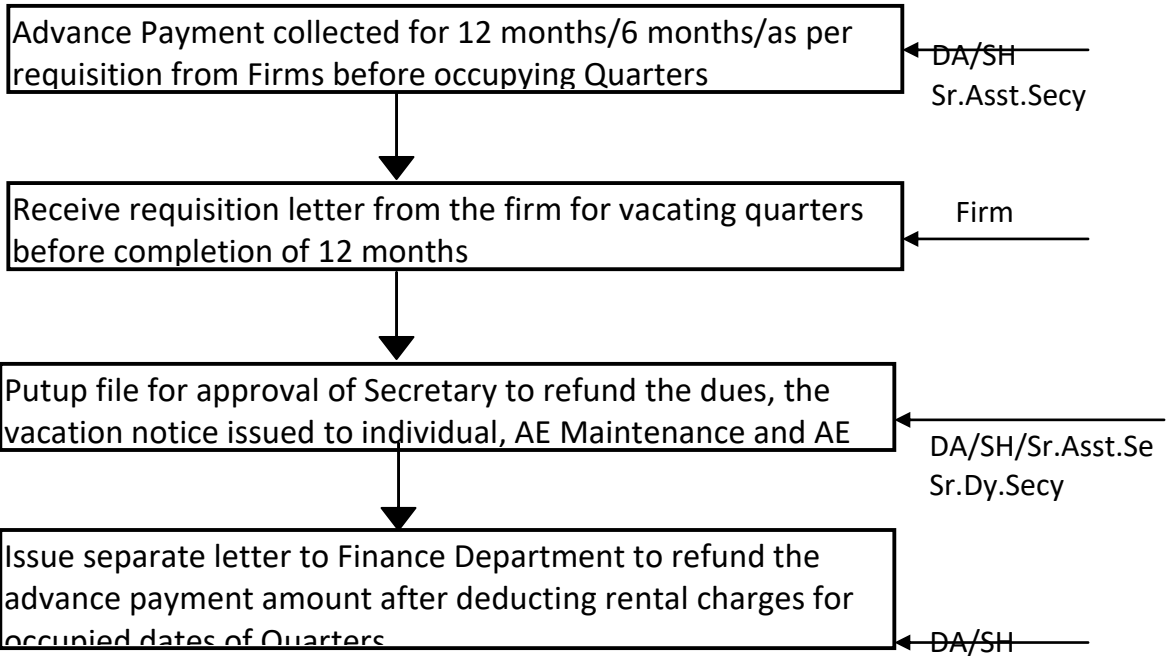 Advance Payment collected for 12 months/6 months/as per
requisition from Firms before occupying Quarters
DA/SH
Sr.Asst.Secy
Receive requisition letter from the firm for vacating quarters
before completion of 12 months
Firm
Putup file for approval of Secretary to refund the dues, the
vacation notice issued to individual, AE Maintenance and AE
DA/SH/Sr.Asst.Se
Sr.Dy.Secy
Issue separate letter to Finance Department to refund the
advance payment amount after deducting rental charges for
occupied dates of Quarters
DA/SH